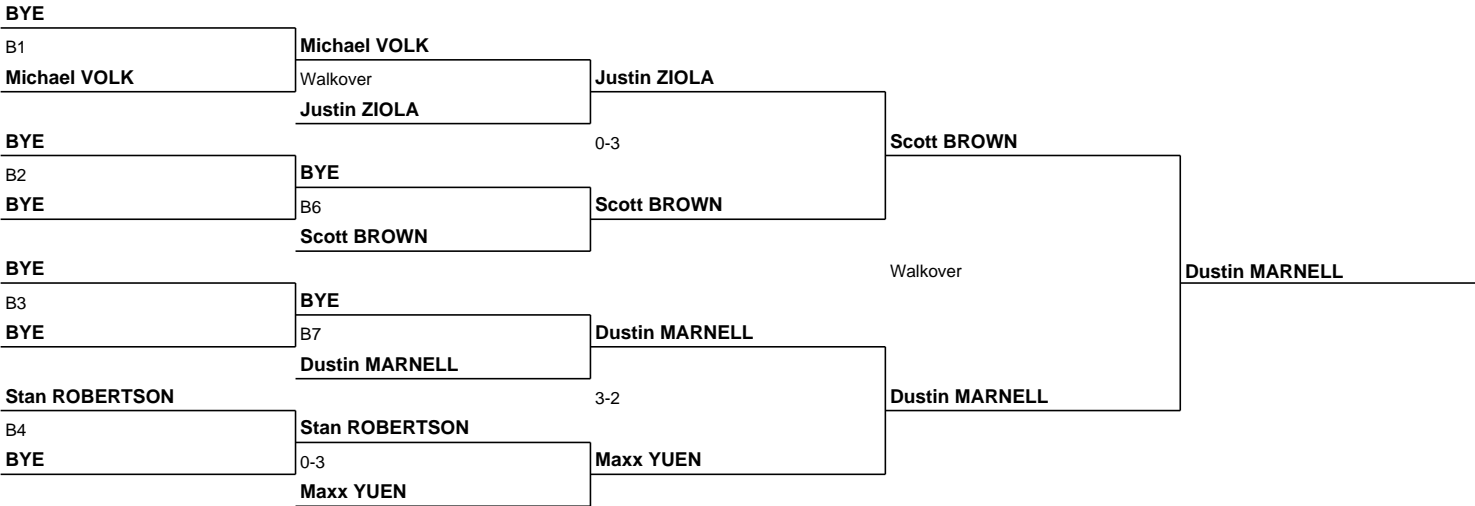 BYE
B1
Michael VOLK
Michael VOLK
Walkover
Justin ZIOLA
Justin ZIOLA
BYE
B2
BYE
BYE
B6
Scott BROWN
0-3
Scott BROWN
Scott BROWN
BYE
B3
BYE
BYE
B7
Dustin MARNELL
Dustin MARNELL
Walkover
Dustin MARNELL
Stan ROBERTSON
B4
BYE
Stan ROBERTSON
0-3
Maxx YUEN
3-2
Maxx YUEN
Dustin MARNELL